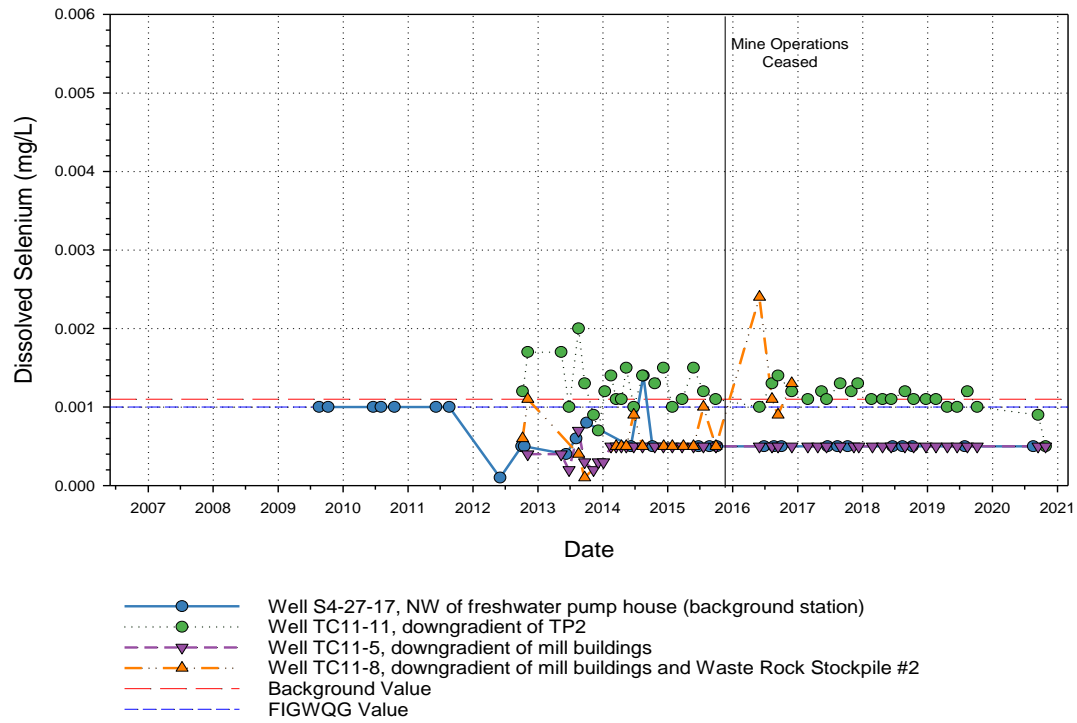 0.006
0.005
0.004
0.003
0.002
0.001
0.000
Dissolved Selenium (mg/L)
Mine Operations
Ceased
2007 2008 2009 2010 2011 2012 2013 2014 2015 2016 2017 2018 2019 2020 2021
Date
Well S4-27-17, NW of freshwater pump house (background station)
Well TC11-11, downgradient of TP2
Well TC11-5, downgradient of mill buildings
Well TC11-8, downgradient of mill buildings and Waste Rock Stockpile #2
Background Value
FIGWQG Value